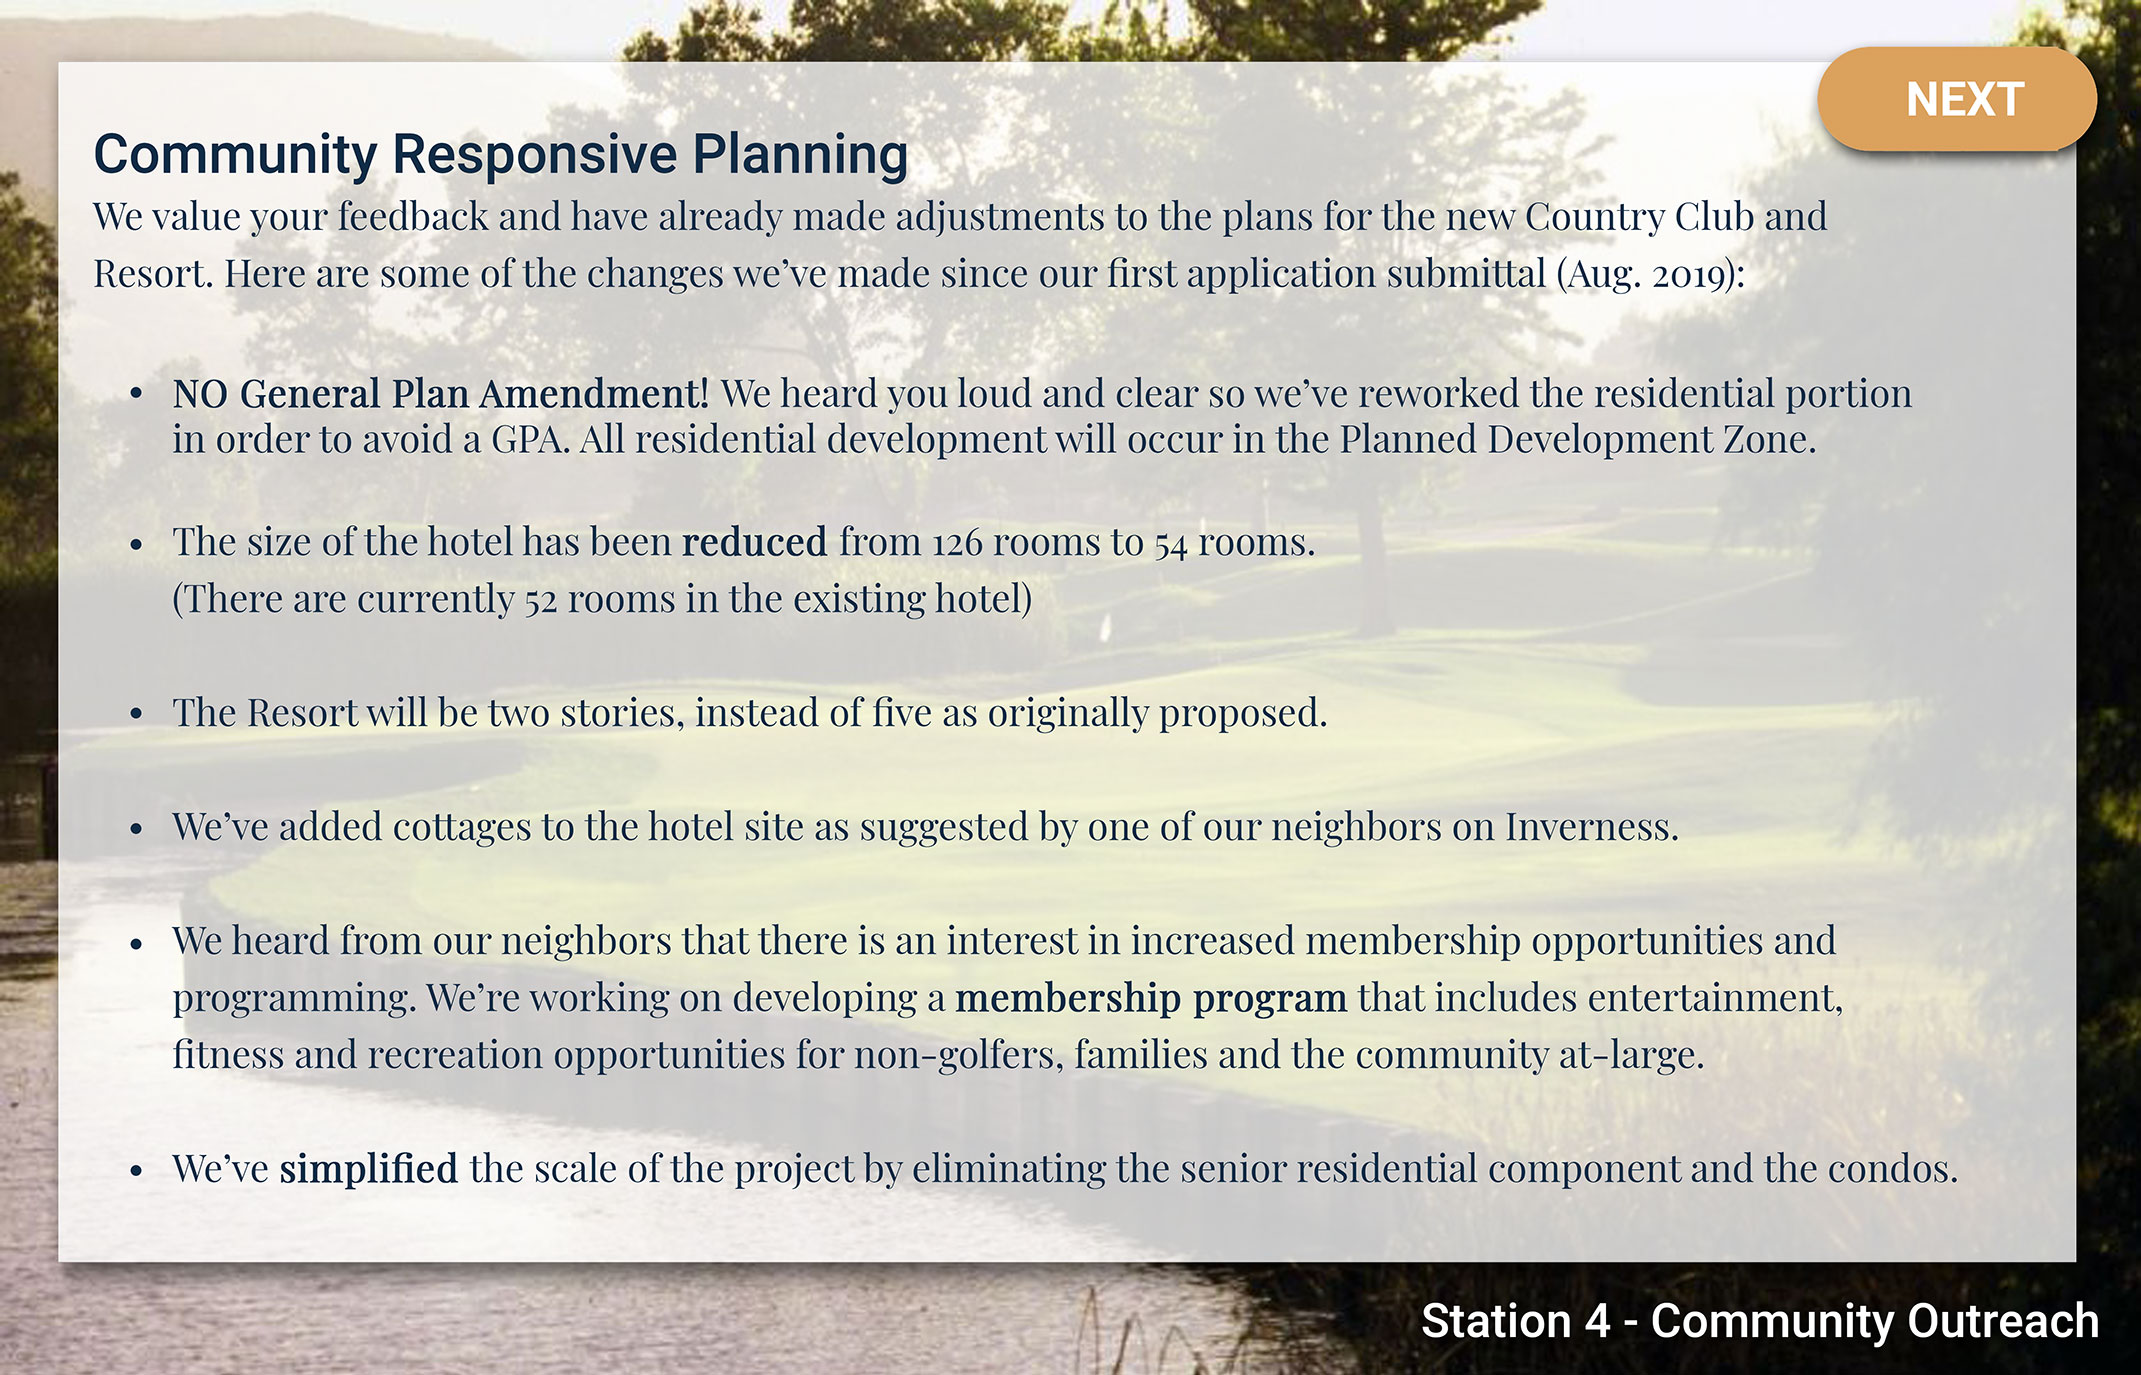 NEXT
Community Responsive Planning
We value your feedback and have already made adjustments to the plans for the new Country Club and
Resort. Here are some of the changes we’ve made since our first application submittal (Aug. 2019):
• NO General Plan Amendment! We heard you loud and clear so we’ve reworked the residential portion
in order to avoid a GPA. All residential development will occur in the Planned Development Zone.
• The size of the hotel has been reduced from 126 rooms to 54 rooms.
(There are currently 52 rooms in the existing hotel)
• The Resort will be two stories, instead of five as originally proposed.
• We’ve added cottages to the hotel site as suggested by one of our neighbors on Inverness.
• We heard from our neighbors that there is an interest in increased membership opportunities and
programming. We’re working on developing a membership program that includes entertainment,
fitness and recreation opportunities for non-golfers, families and the community at-large.
• We’ve simplified the scale of the project by eliminating the senior residential component and the condos.
Station 4 - Community Outreach